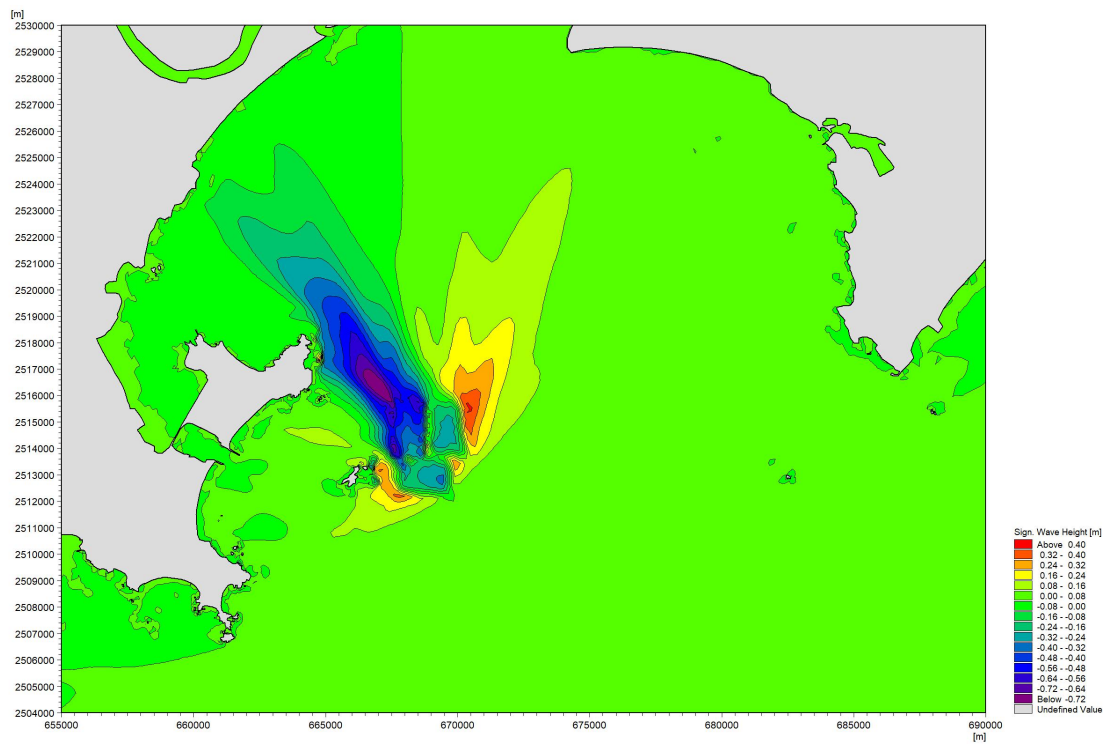 [m]
2530000
2529000
2528000
2527000
2526000
2525000
2524000
2523000
2522000
2521000
2520000
2519000
2518000
2517000
2516000
2515000
2514000
2513000
2512000
2511000
2510000
2509000
2508000
2507000
2506000
2505000
2504000
655000 660000 665000 670000 675000 680000 685000 690000
[m]
Sign. Wave Height [m]
Above 0.40
0.32 - 0.40
0.24 - 0.32
0.16 - 0.24
0.08 - 0.16
0.00 - 0.08
-0.08 - 0.00
-0.16 - -0.08
-0.24 - -0.16
-0.32 - -0.24
-0.40 - -0.32
-0.48 - -0.40
-0.56 - -0.48
-0.64 - -0.56
-0.72 - -0.64
Below -0.72
Undefined Value